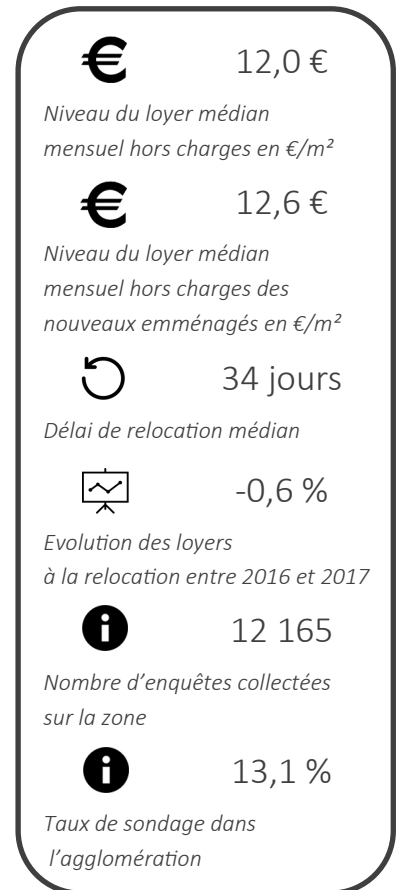 12,0 €
Niveau du loyer médian
mensuel hors charges en €/m²
12,6 €
Niveau du loyer médian
mensuel hors charges des
nouveaux emménagés en €/m²
34 jours
Délai de relocation médian
-0,6 %
Evolution des loyers
à la relocation entre 2016 et 2017
12 165
Nombre d’enquêtes collectées
sur la zone
13,1 %
Taux de sondage dans
l’agglomération